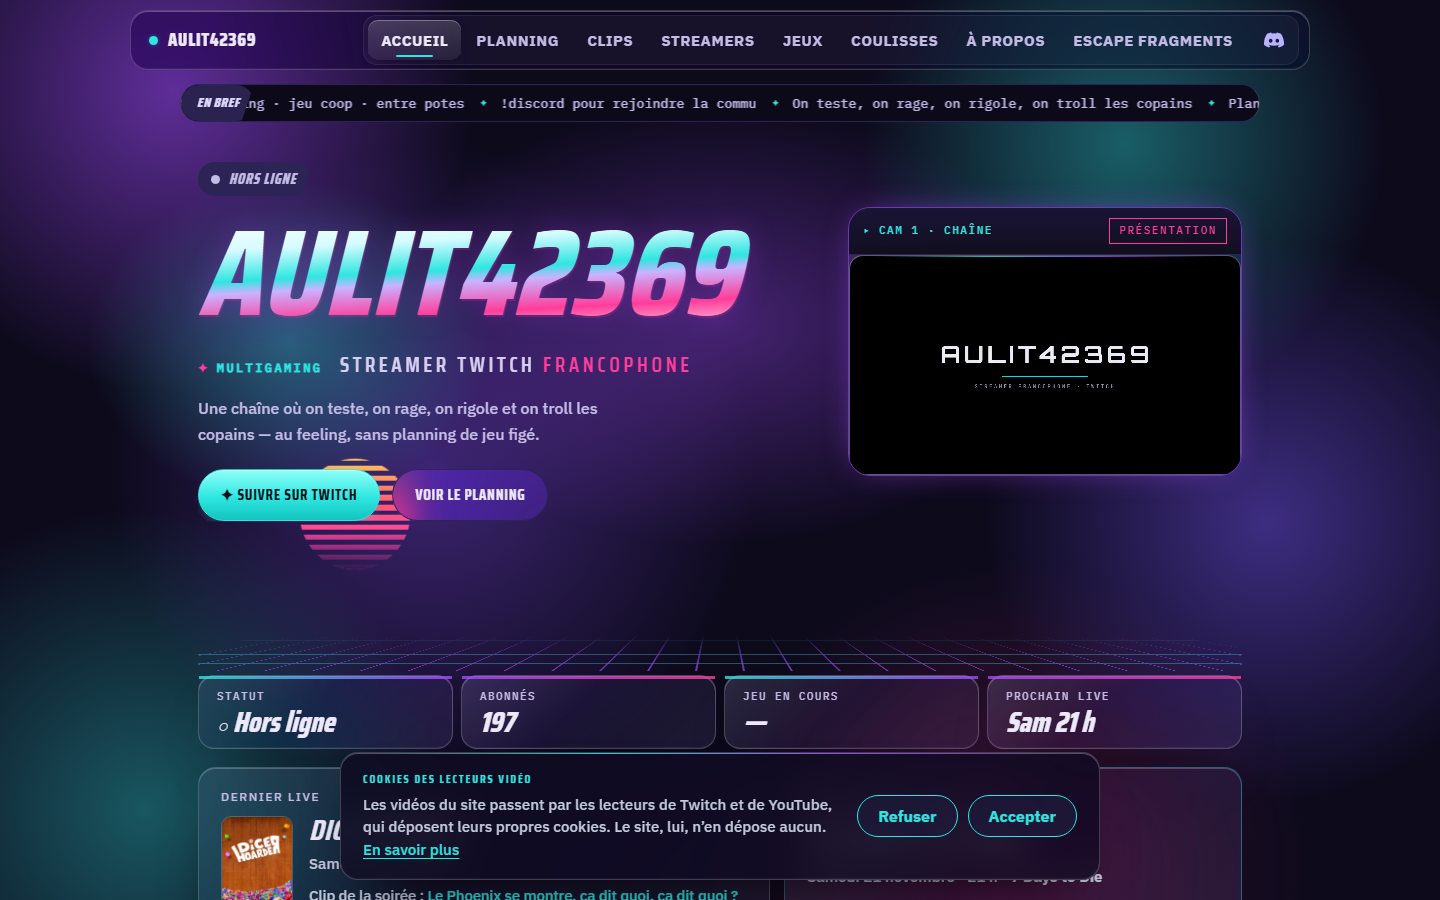 AULIT42369
ACCUEIL PLANNING CLIPS STREAMERS JEUX COULISSES À PROPOS ESCAPE FRAGMENTS
EN BREF
· jeu coop · entre potes ✦ !discord pour rejoindre la commu ✦ On teste, on rage, on rigole, on troll les copains ✦
HORS LIGNE
AULIT42369
✦ MULTIGAMING STREAMER TWITCH FRANCOPHONE
Une chaîne où on teste, on rage, on rigole et on troll les
copains — au feeling, sans planning de jeu figé.
✦ SUIVRE SUR TWITCH
VOIR LE PLANNING
▸ CAM 1 · CHAÎNE
PRÉSENTATION
AULIT42369
STREAMER FRANCOPHONE · TWITCH
STATUT
○ Hors ligne
ABONNÉS
197
JEU EN COURS
—
PROCHAIN LIVE
Sam 21 h
DERNIER LIVE
DICER HOARDER
Clip de la soirée : Le Phoenix se montre, ça dit quoi, ça dit quoi ?
COOKIES DES LECTEURS VIDÉO
Les vidéos du site passent par les lecteurs de Twitch et de YouTube,
qui déposent leurs propres cookies. Le site, lui, n’en dépose aucun.
En savoir plus
Refuser
Accepter